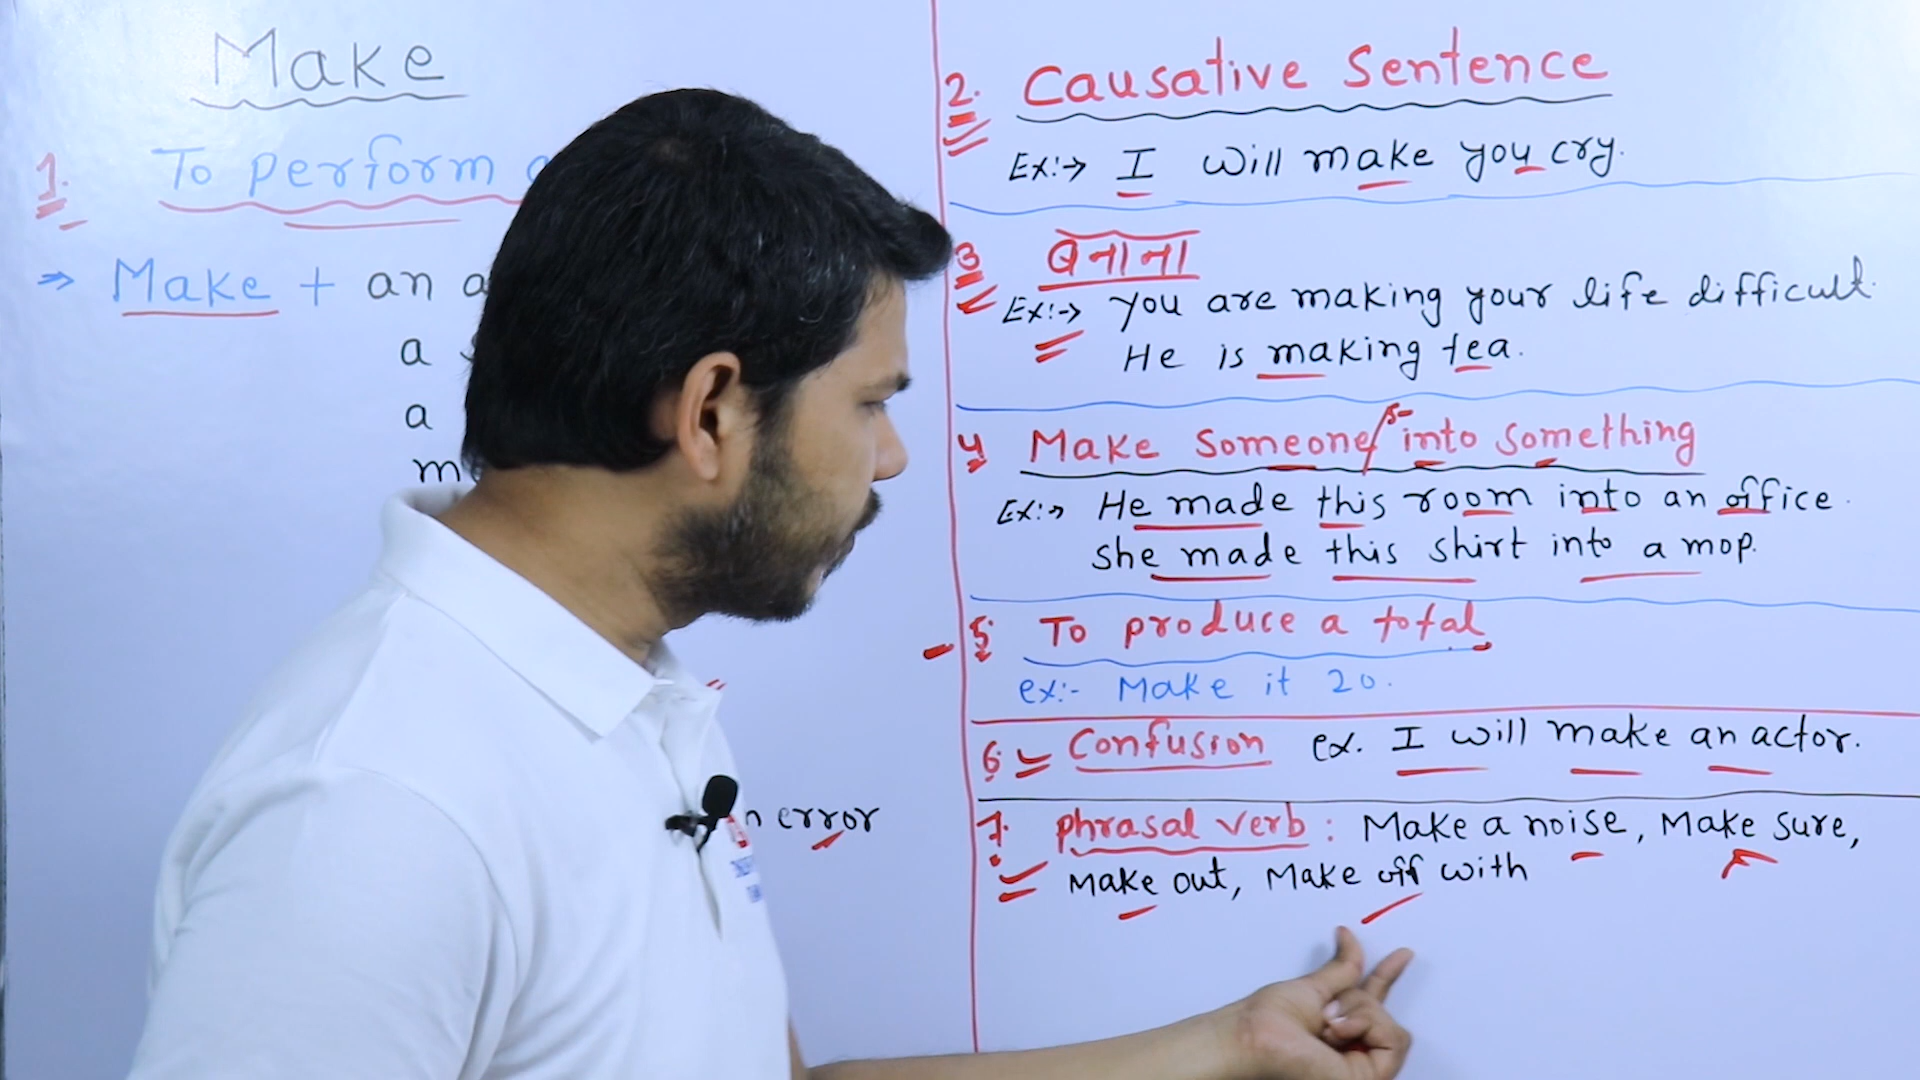 Make
1. To perform
⇒ Make + an
a
a
error
2. Causative Sentence
Ex:→ I will make you cry.
3 बनाना
Ex:→ You are making your life difficult.
He is making tea.
4 Make someone/s- into something
Ex:→ He made this room into an office.
She made this shirt into a mop.
5. To produce a total
ex:- Make it 20.
6. Confusion ex. I will make an actor.
7. phrasal verb : Make a noise, Make sure,
Make out, Make off with